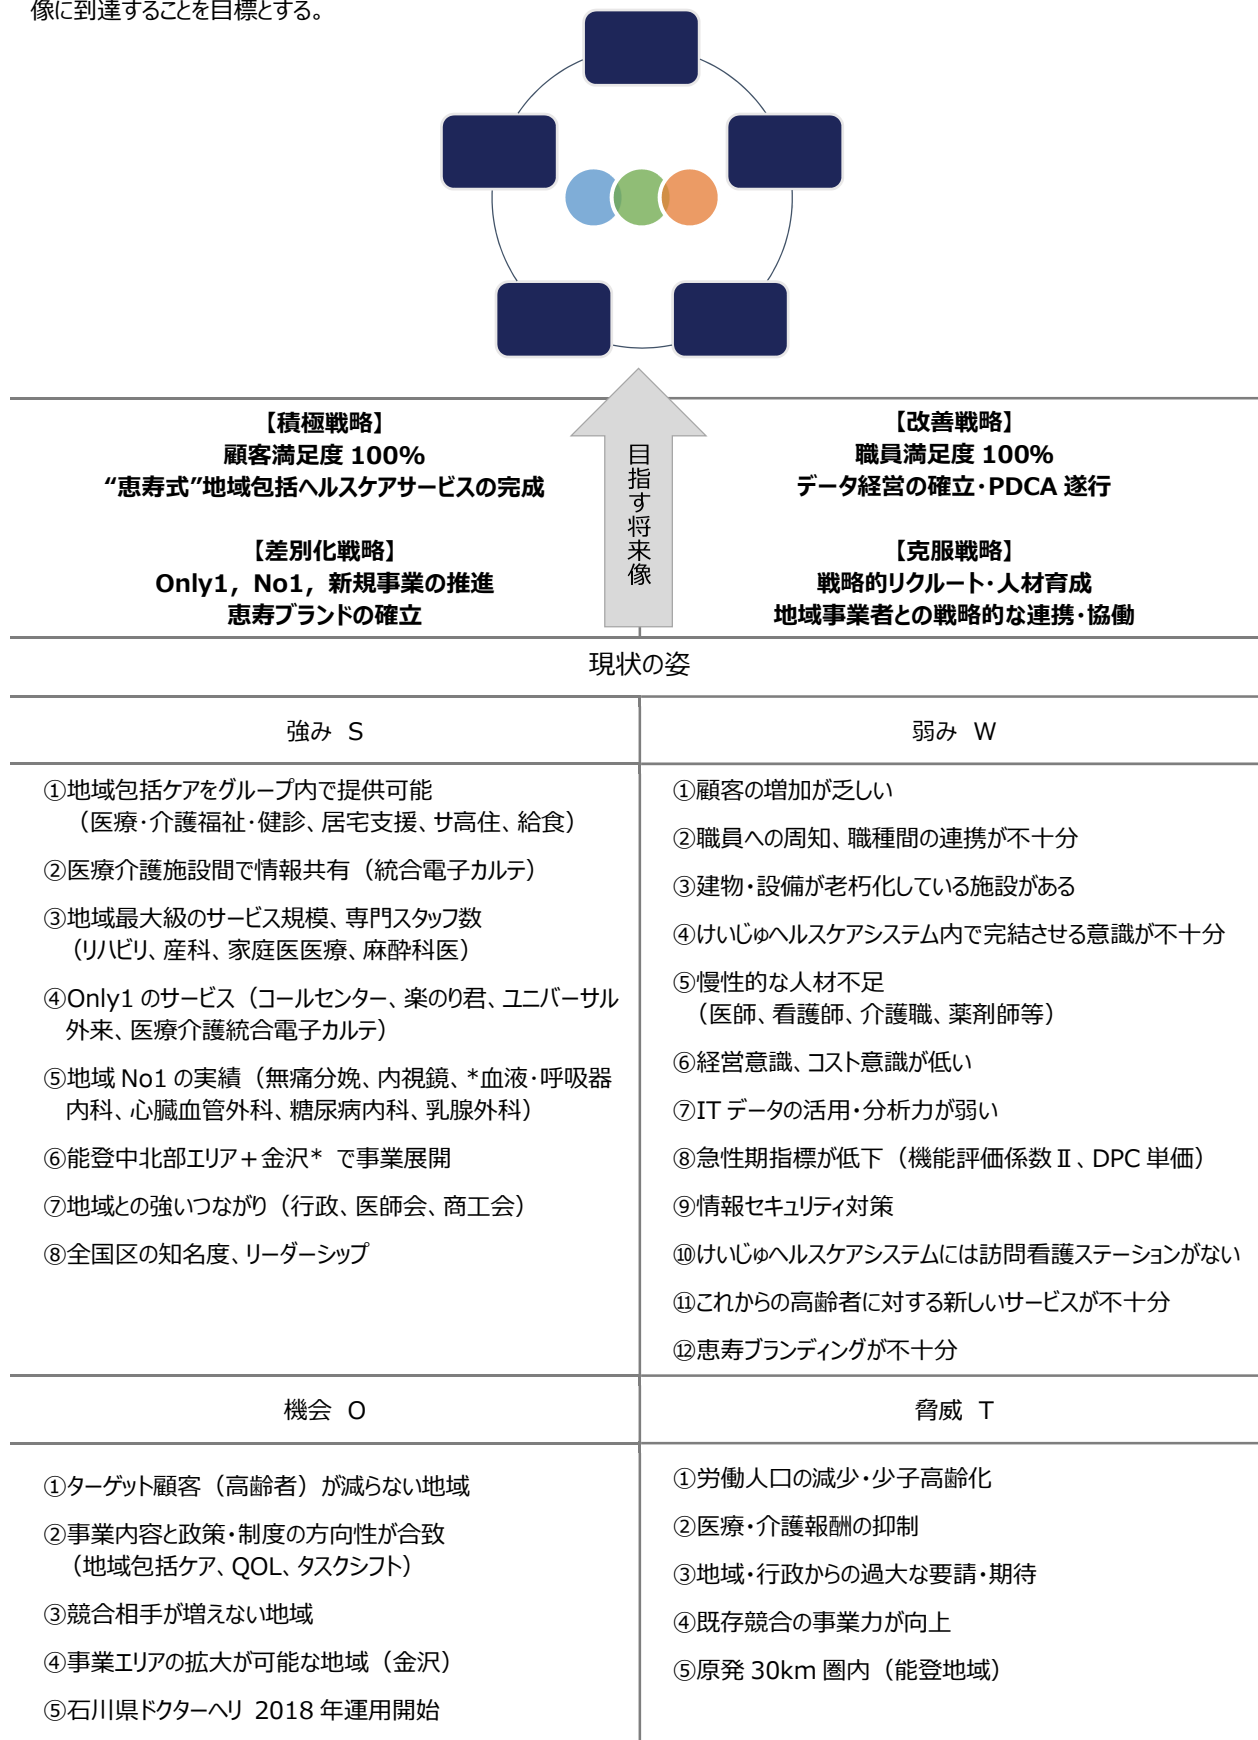 像に到達することを目標とする。
【積極戦略】
顧客満足度 100%
“恵寿式”地域包括ヘルスケアサービスの完成
【差別化戦略】
Only1，No1，新規事業の推進
恵寿ブランドの確立
目指す将来像
【改善戦略】
職員満足度 100%
データ経営の確立・PDCA 遂行
【克服戦略】
戦略的リクルート・人材育成
地域事業者との戦略的な連携・協働
現状の姿
強み S
①地域包括ケアをグループ内で提供可能
（医療・介護福祉・健診、居宅支援、サ高住、給食）
②医療介護施設間で情報共有（統合電子カルテ）
③地域最大級のサービス規模、専門スタッフ数
（リハビリ、産科、家庭医医療、麻酔科医）
④Only1 のサービス（コールセンター、楽のり君、ユニバーサル
外来、医療介護統合電子カルテ）
⑤地域 No1 の実績（無痛分娩、内視鏡、*血液・呼吸器
内科、心臓血管外科、糖尿病内科、乳腺外科）
⑥能登中北部エリア＋金沢* で事業展開
⑦地域との強いつながり（行政、医師会、商工会）
⑧全国区の知名度、リーダーシップ
弱み W
①顧客の増加が乏しい
②職員への周知、職種間の連携が不十分
③建物・設備が老朽化している施設がある
④けいじゅヘルスケアシステム内で完結させる意識が不十分
⑤慢性的な人材不足
（医師、看護師、介護職、薬剤師等）
⑥経営意識、コスト意識が低い
⑦IT データの活用・分析力が弱い
⑧急性期指標が低下（機能評価係数Ⅱ、DPC 単価）
⑨情報セキュリティ対策
⑩けいじゅヘルスケアシステムには訪問看護ステーションがない
⑪これからの高齢者に対する新しいサービスが不十分
⑫恵寿ブランディングが不十分
機会 O
①ターゲット顧客（高齢者）が減らない地域
②事業内容と政策・制度の方向性が合致
（地域包括ケア、QOL、タスクシフト）
③競合相手が増えない地域
④事業エリアの拡大が可能な地域（金沢）
⑤石川県ドクターヘリ 2018 年運用開始
脅威 T
①労働人口の減少・少子高齢化
②医療・介護報酬の抑制
③地域・行政からの過大な要請・期待
④既存競合の事業力が向上
⑤原発 30km 圏内（能登地域）